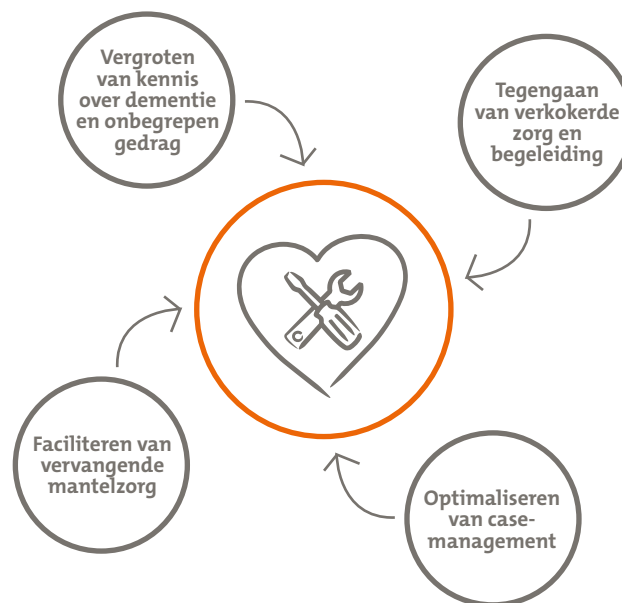 Vergroten
van kennis
over dementie
en onbegrepen
gedrag
Tegengaan
van verkokerde
zorg en
begeleiding
Faciliteren van
vervangende
mantelzorg
Optimaliseren
van case-
management